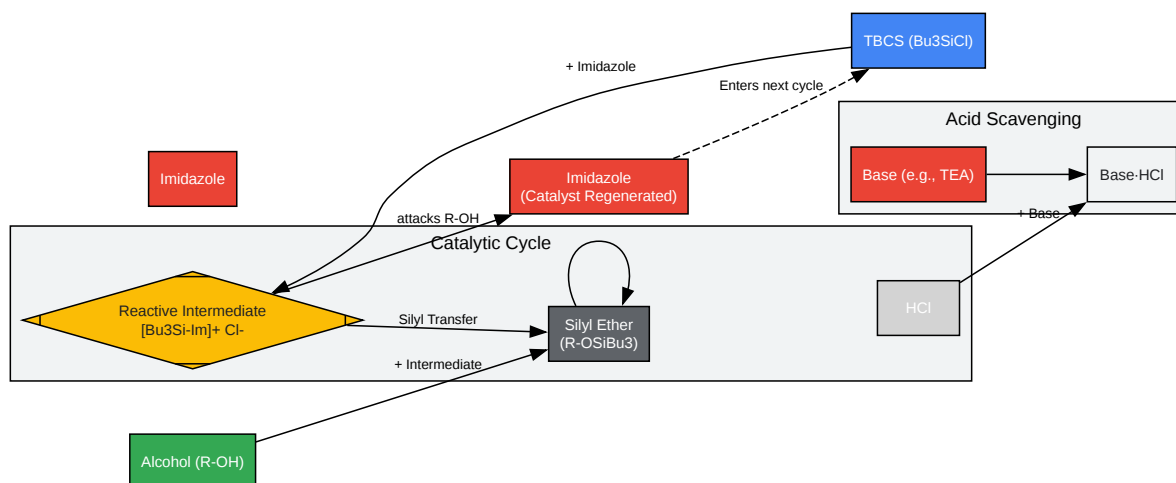 TBCS (Bu3SiCl)
+ Imidazole
Enters next cycle
Acid Scavenging
Imidazole
Imidazole
(Catalyst Regenerated)
Base (e.g., TEA)
Base·HCl
attacks R-OH
+ Base
Catalytic Cycle
Reactive Intermediate
[Bu3Si-Im]+ Cl-
Silyl Transfer
Silyl Ether
(R-OSiBu3)
HCl
+ Intermediate
Alcohol (R-OH)